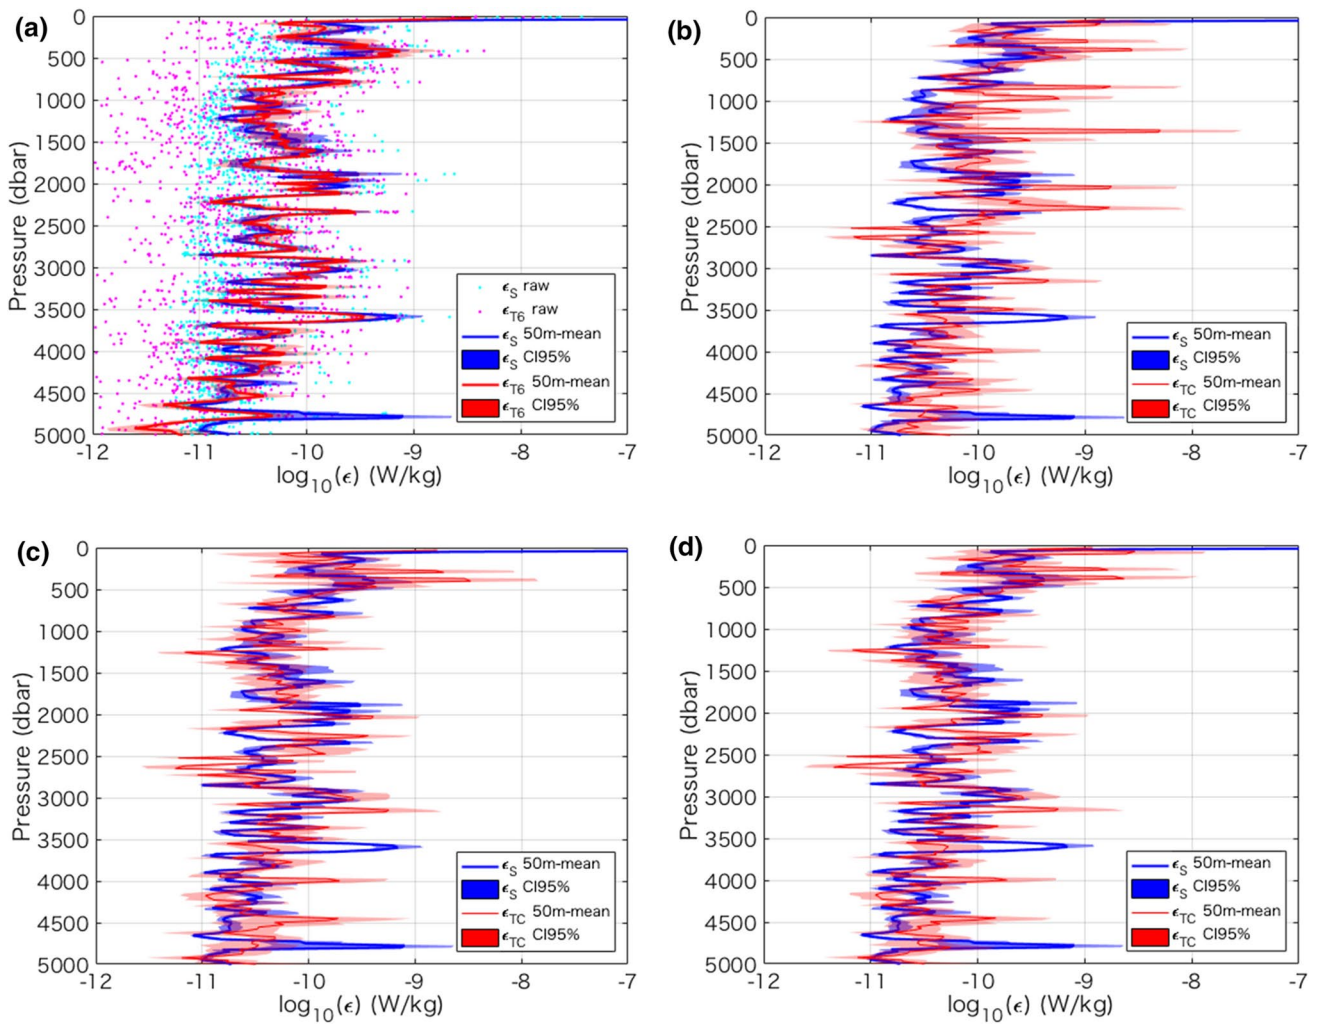 (a)
0
500
1000
1500
2000
2500
3000
3500
4000
4500
5000
Pressure (dbar)
-12 -11 -10 -9 -8 -7
log10(ϵ) (W/kg)
ϵS raw
ϵT6 raw
ϵS 50m-mean
ϵS CI95%
ϵT6 50m-mean
ϵT6 CI95%
(b)
0
500
1000
1500
2000
2500
3000
3500
4000
4500
5000
Pressure (dbar)
-12 -11 -10 -9 -8 -7
log10(ϵ) (W/kg)
ϵS 50m-mean
ϵS CI95%
ϵTC 50m-mean
ϵTC CI95%
(c)
0
500
1000
1500
2000
2500
3000
3500
4000
4500
5000
Pressure (dbar)
-12 -11 -10 -9 -8 -7
log10(ϵ) (W/kg)
ϵS 50m-mean
ϵS CI95%
ϵTC 50m-mean
ϵTC CI95%
(d)
0
500
1000
1500
2000
2500
3000
3500
4000
4500
5000
Pressure (dbar)
-12 -11 -10 -9 -8 -7
log10(ϵ) (W/kg)
ϵS 50m-mean
ϵS CI95%
ϵTC 50m-mean
ϵTC CI95%